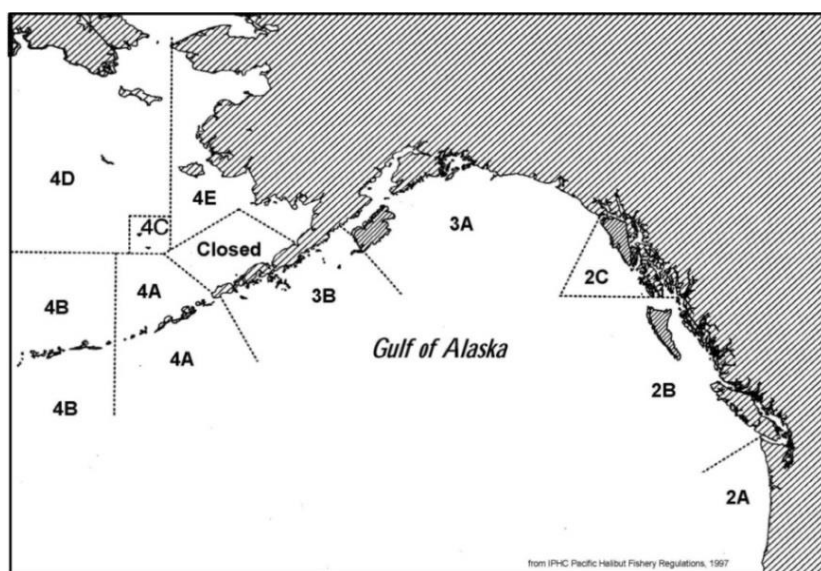 4D
4E
3A
4C
Closed
2C
4A
3B
4B
4A
Gulf of Alaska
4B
2B
2A
from IPHC Pacific Halibut Fishery Regulations, 1997